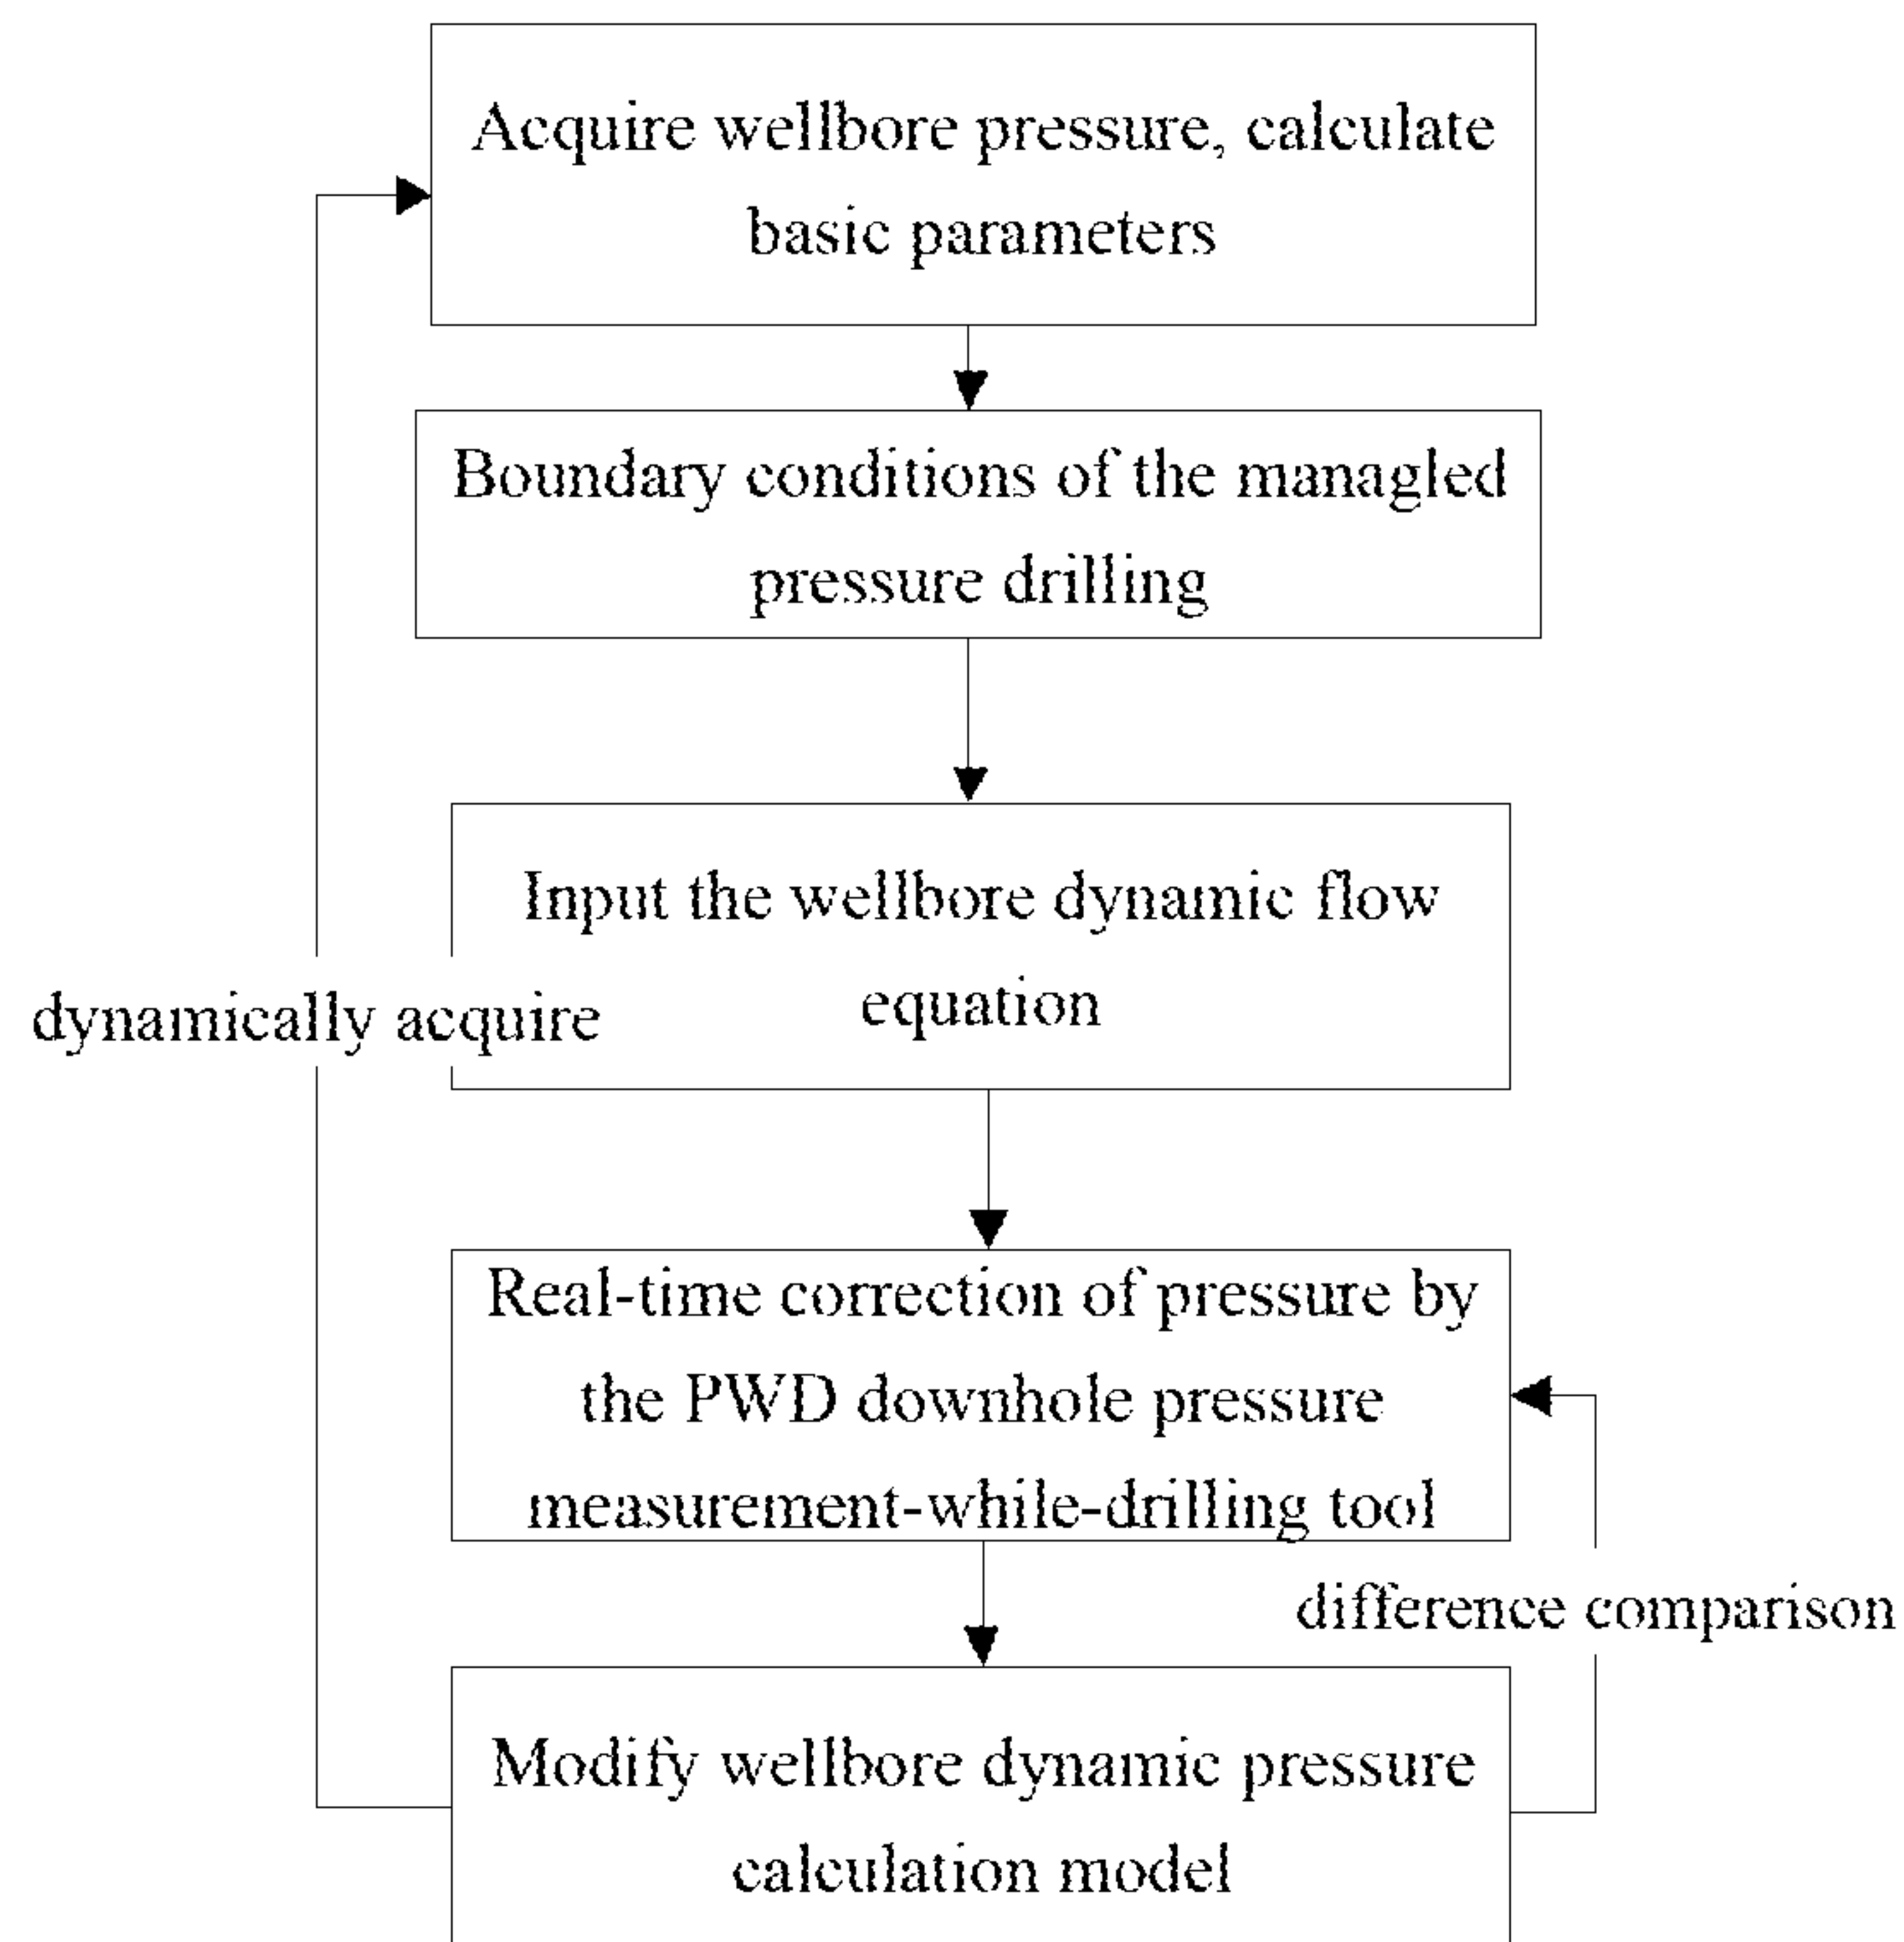 Acquire wellbore pressure, calculate
basic parameters
Boundary conditions of the managled
pressure drilling
Input the wellbore dynamic flow
equation
dynamically acquire
Real-time correction of pressure by
the PWD downhole pressure
measurement-while-drilling tool
difference comparison
Modify wellbore dynamic pressure
calculation model